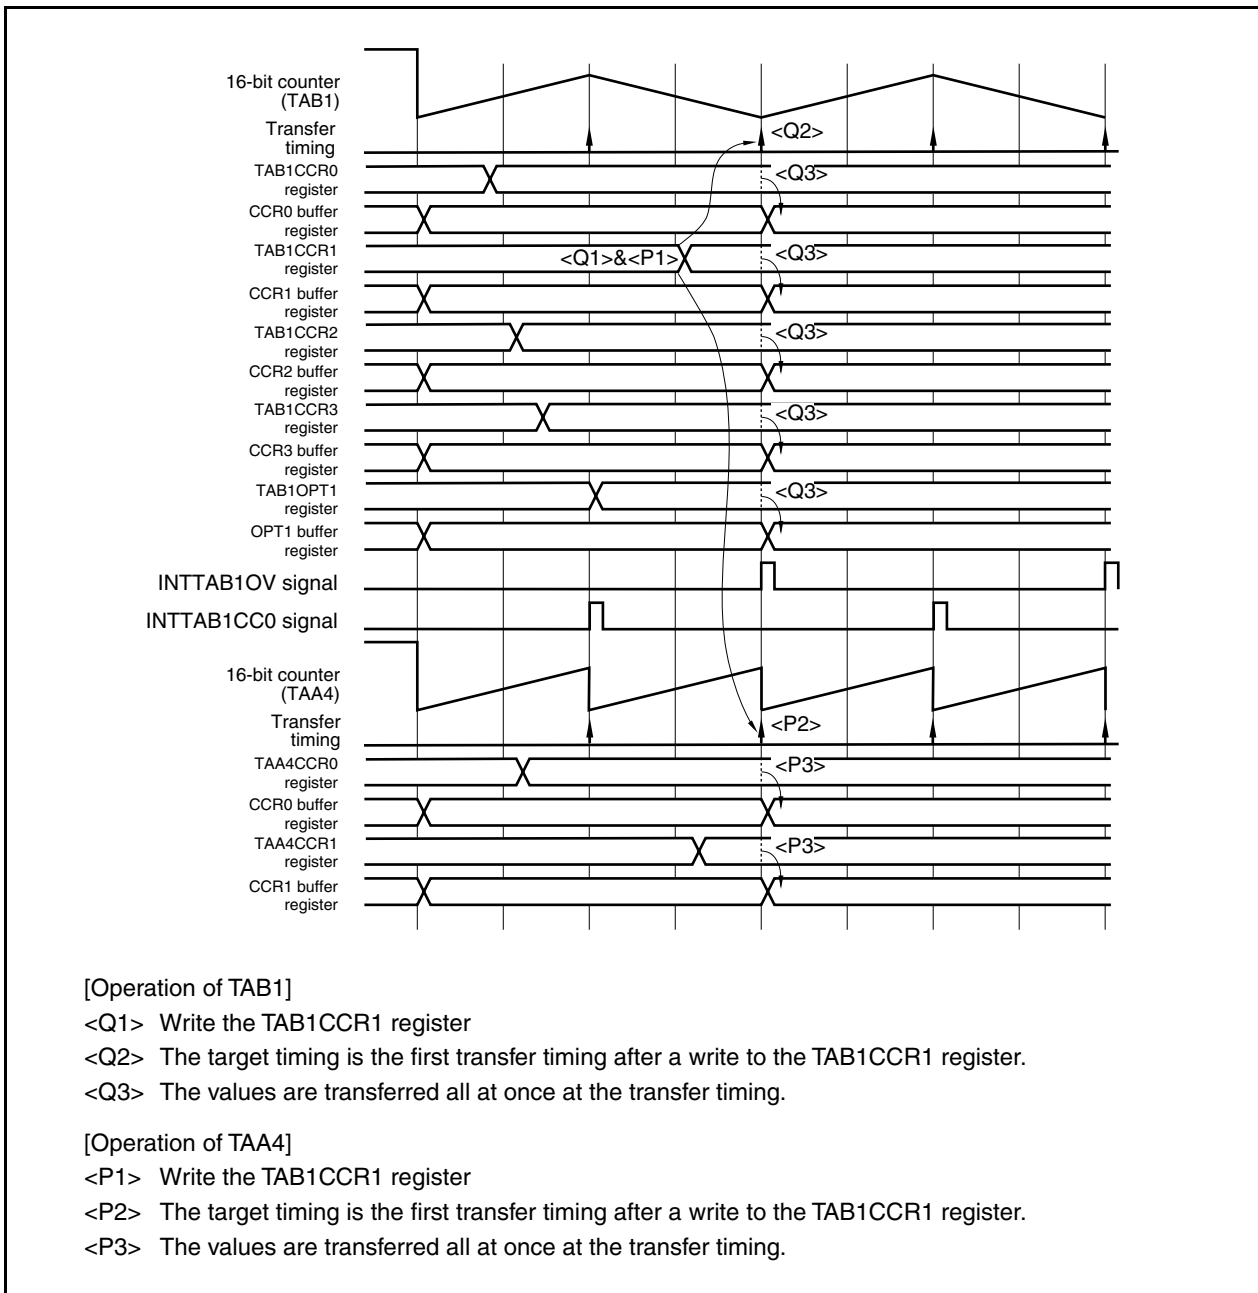 16-bit counter
(TAB1)
Transfer
timing
<Q2>
TAB1CCR0
register
<Q3>
CCR0 buffer
register
TAB1CCR1
register
<Q1>&<P1>
<Q3>
CCR1 buffer
register
TAB1CCR2
register
<Q3>
CCR2 buffer
register
TAB1CCR3
register
<Q3>
CCR3 buffer
register
TAB1OPT1
register
<Q3>
OPT1 buffer
register
INTTAB1OV signal
INTTAB1CC0 signal
16-bit counter
(TAA4)
Transfer
timing
<P2>
TAA4CCR0
register
<P3>
CCR0 buffer
register
TAA4CCR1
register
<P3>
CCR1 buffer
register
[Operation of TAB1]
<Q1> Write the TAB1CCR1 register
<Q2> The target timing is the first transfer timing after a write to the TAB1CCR1 register.
<Q3> The values are transferred all at once at the transfer timing.
[Operation of TAA4]
<P1> Write the TAB1CCR1 register
<P2> The target timing is the first transfer timing after a write to the TAB1CCR1 register.
<P3> The values are transferred all at once at the transfer timing.